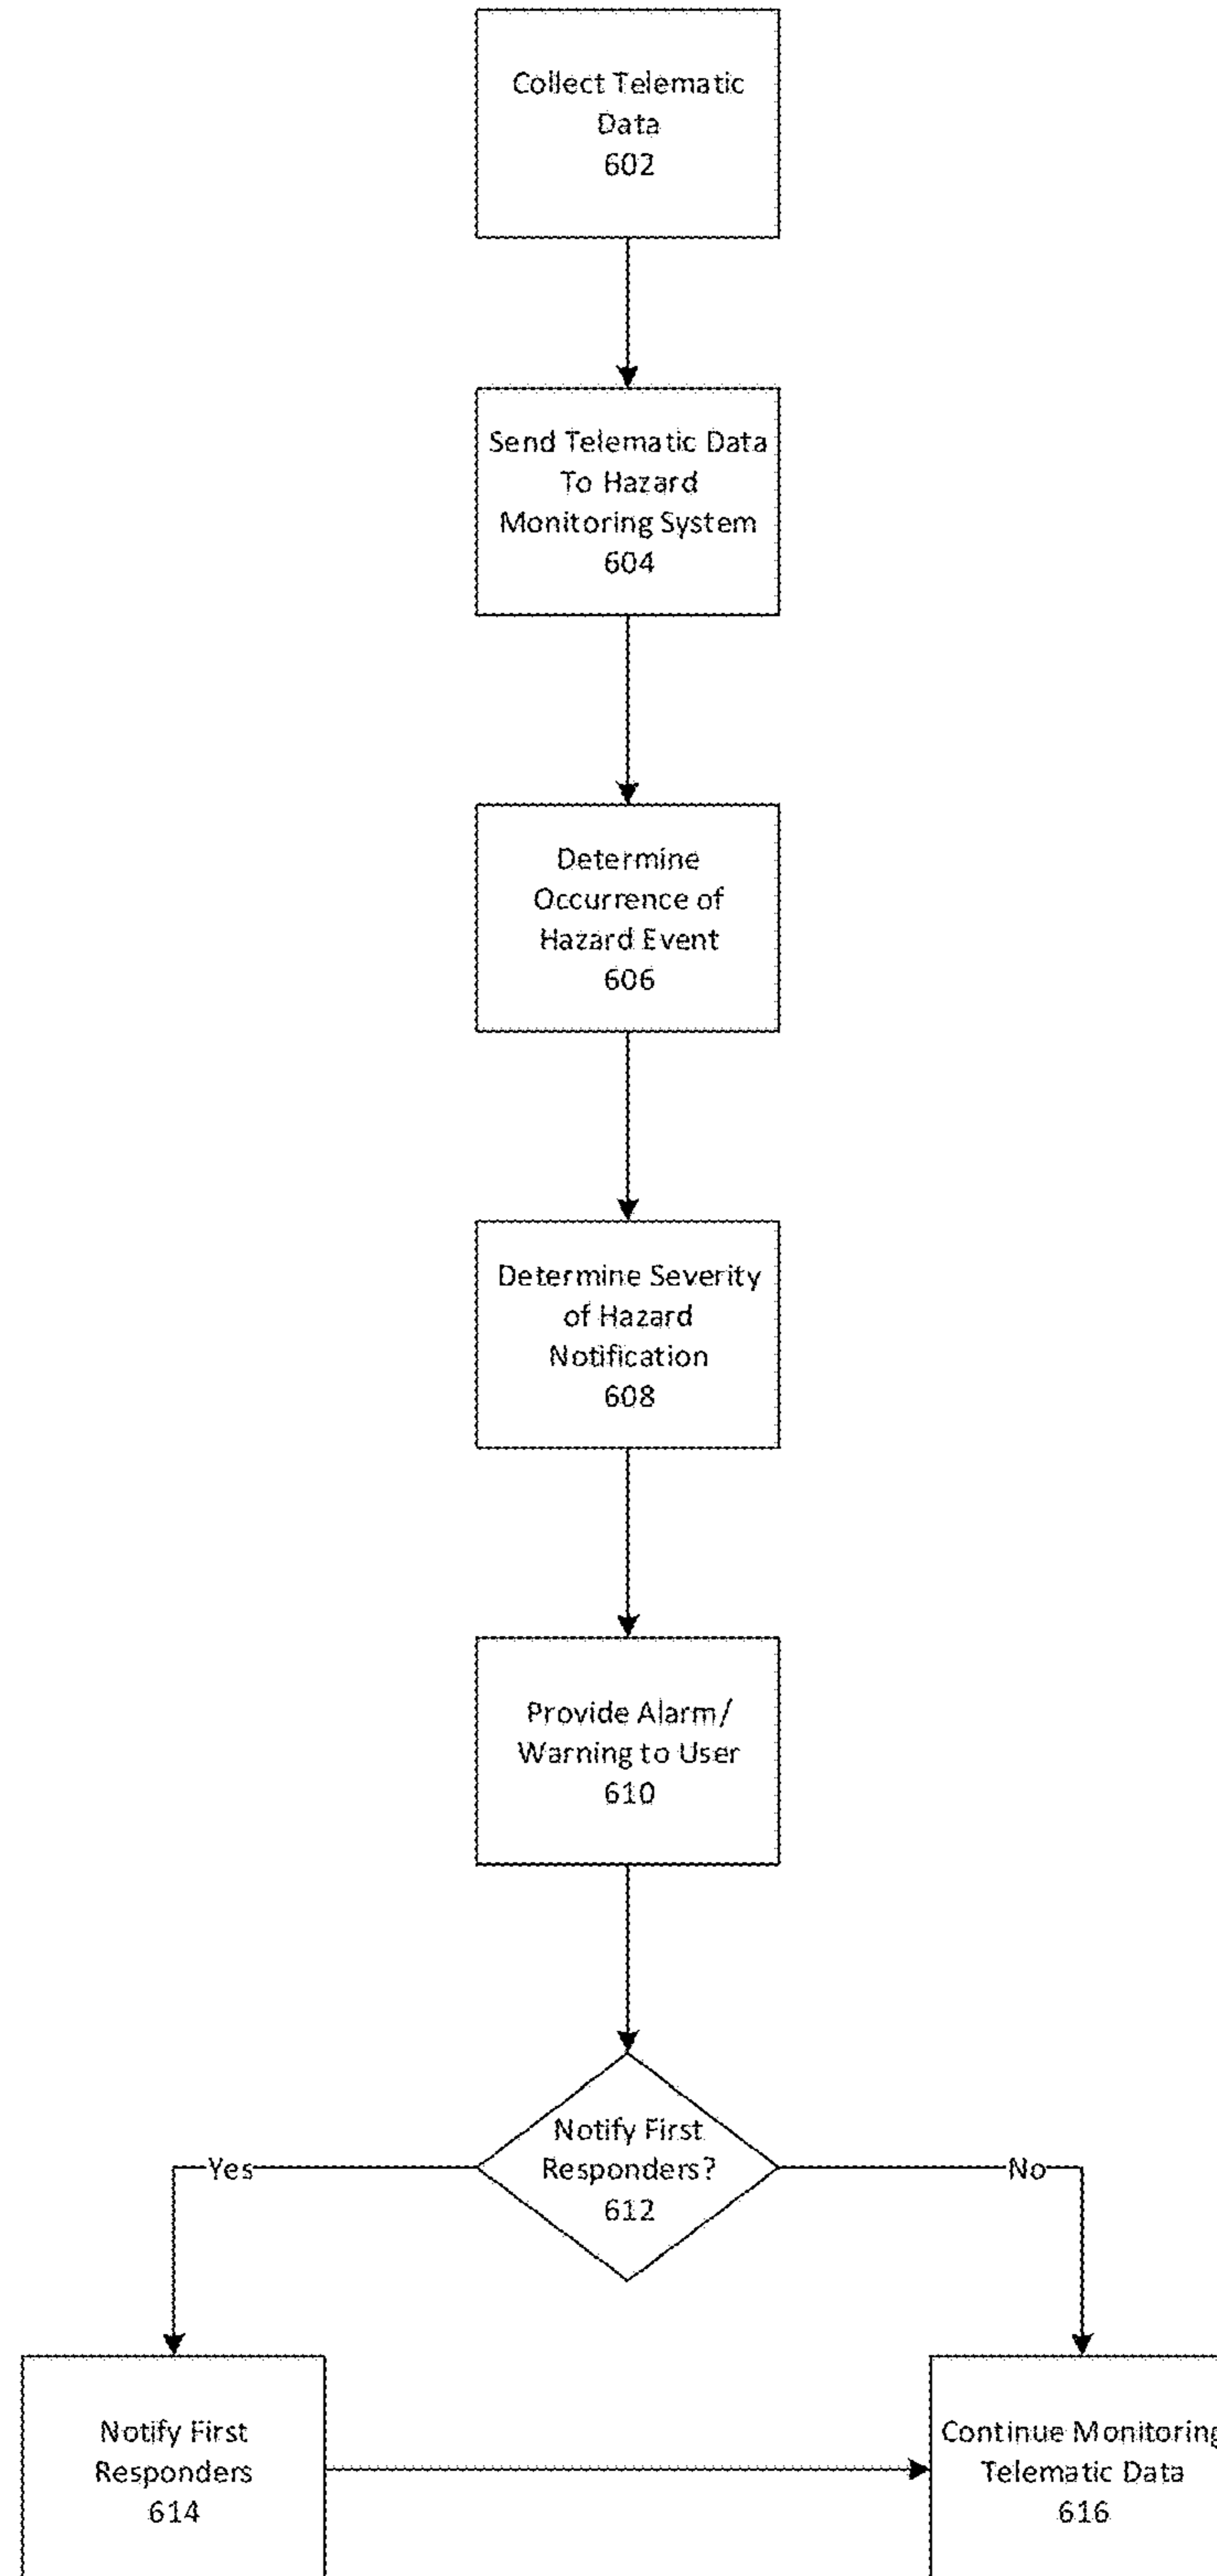 Collect Telematic
Data
602
Send Telematic Data
To Hazard
Monitoring System
604
Determine
Occurrence of
Hazard Event
606
Determine Severity
of Hazard
Notification
608
Provide Alarm/
Warning to User
610
Notify First
Responders?
612
Yes
No
Notify First
Responders
614
Continue Monitoring
Telematic Data
616